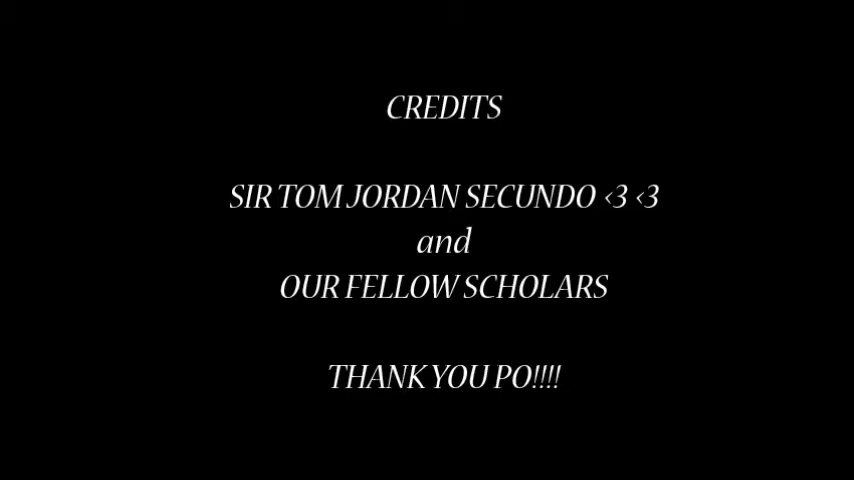 CREDITS
SIR TOM JORDAN SECUNDO <3 <3
and
OUR FELLOW SCHOLARS
THANK YOU PO!!!!